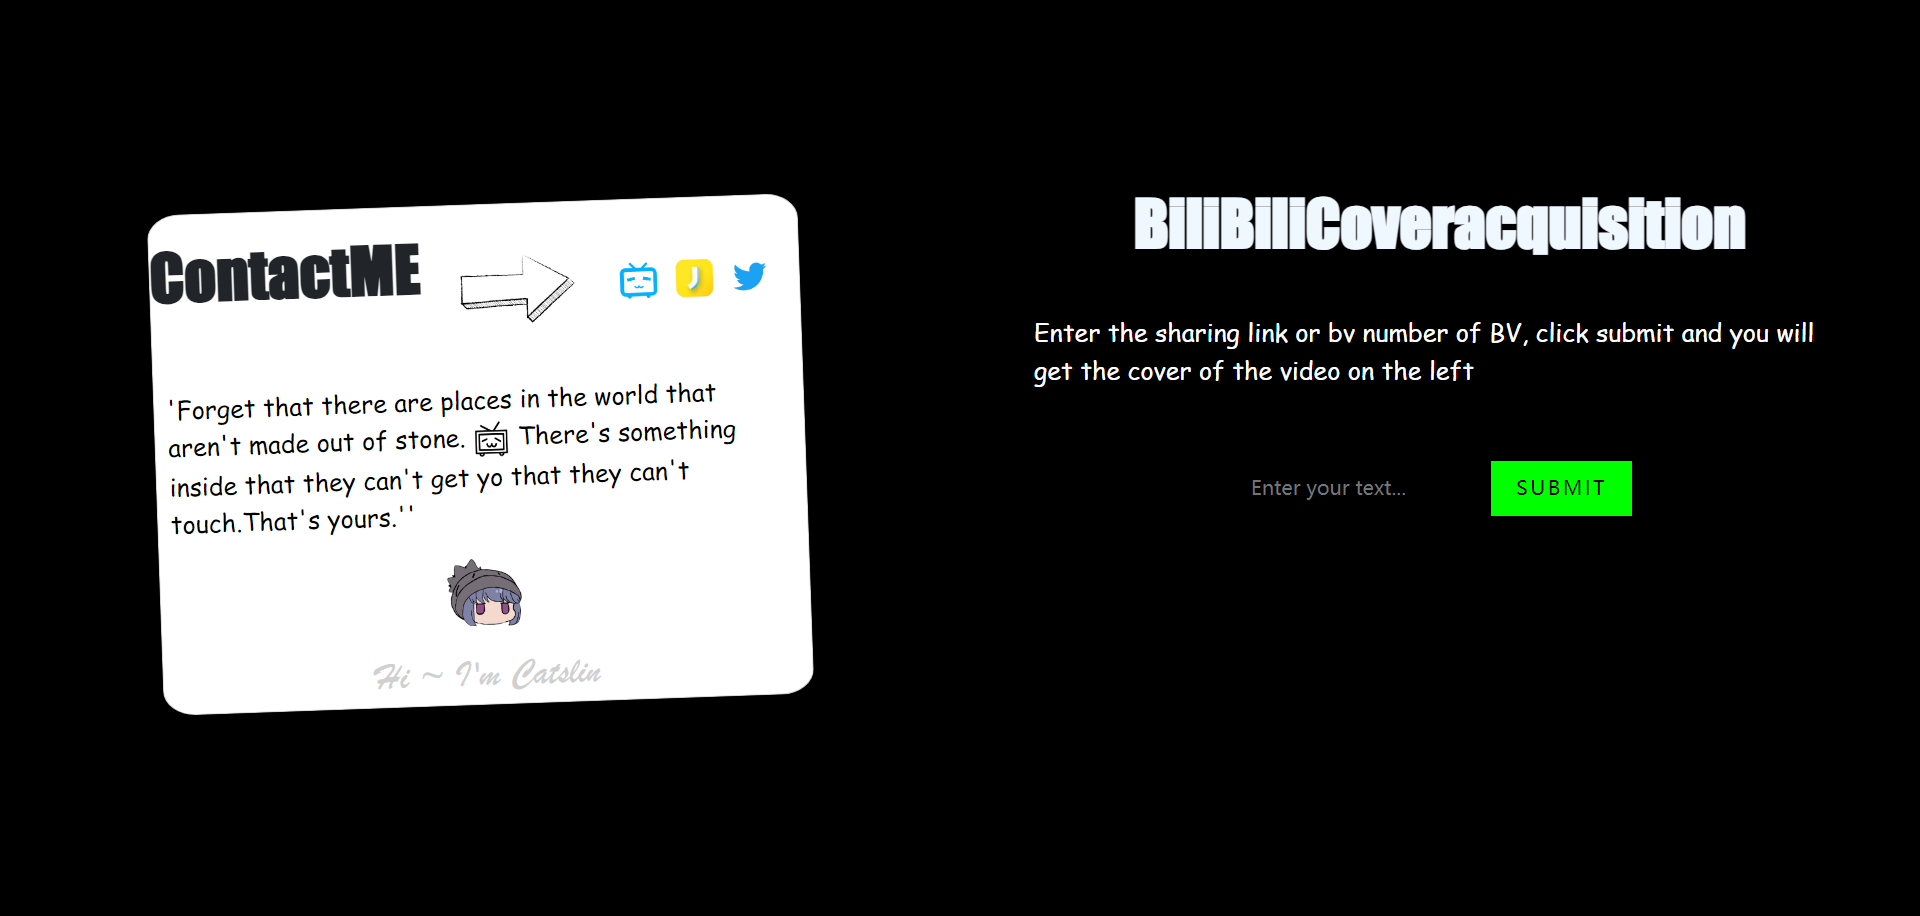 ContactME
'Forget that there are places in the world that
aren't made out of stone. There's something
inside that they can't get yo that they can't
touch.That's yours.''
Hi ~ I'm Catslin
BiliBiliCoveracquisition
Enter the sharing link or bv number of BV, click submit and you will
get the cover of the video on the left
Enter your text...
SUBMIT